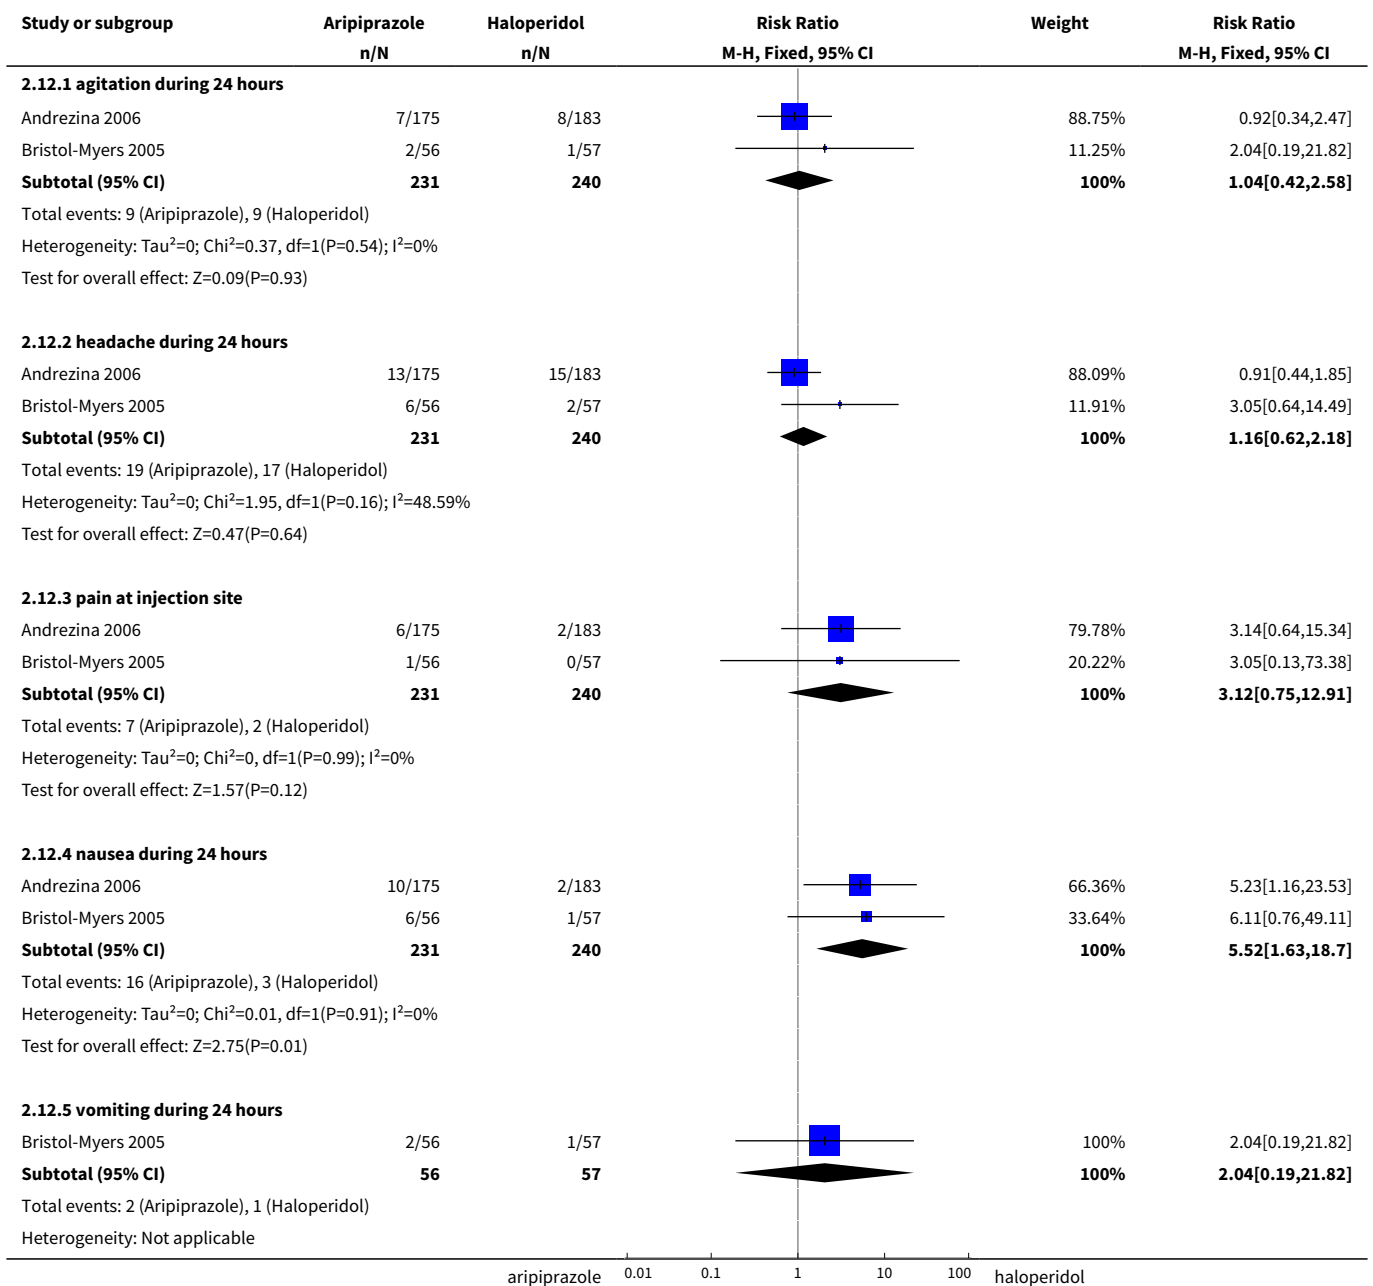 Study or subgroup Aripiprazole Haloperidol Risk Ratio Weight Risk Ratio
n/N n/N M-H, Fixed, 95% CI M-H, Fixed, 95% CI
2.12.1 agitation during 24 hours
Andrezina 2006 7/175 8/183 88.75% 0.92[0.34,2.47]
Bristol-Myers 2005 2/56 1/57 11.25% 2.04[0.19,21.82]
Subtotal (95% CI) 231 240 100% 1.04[0.42,2.58]
Total events: 9 (Aripiprazole), 9 (Haloperidol)
Heterogeneity: Tau²=0; Chi²=0.37, df=1(P=0.54); I²=0%
Test for overall effect: Z=0.09(P=0.93)
2.12.2 headache during 24 hours
Andrezina 2006 13/175 15/183 88.09% 0.91[0.44,1.85]
Bristol-Myers 2005 6/56 2/57 11.91% 3.05[0.64,14.49]
Subtotal (95% CI) 231 240 100% 1.16[0.62,2.18]
Total events: 19 (Aripiprazole), 17 (Haloperidol)
Heterogeneity: Tau²=0; Chi²=1.95, df=1(P=0.16); I²=48.59%
Test for overall effect: Z=0.47(P=0.64)
2.12.3 pain at injection site
Andrezina 2006 6/175 2/183 79.78% 3.14[0.64,15.34]
Bristol-Myers 2005 1/56 0/57 20.22% 3.05[0.13,73.38]
Subtotal (95% CI) 231 240 100% 3.12[0.75,12.91]
Total events: 7 (Aripiprazole), 2 (Haloperidol)
Heterogeneity: Tau²=0; Chi²=0, df=1(P=0.99); I²=0%
Test for overall effect: Z=1.57(P=0.12)
2.12.4 nausea during 24 hours
Andrezina 2006 10/175 2/183 66.36% 5.23[1.16,23.53]
Bristol-Myers 2005 6/56 1/57 33.64% 6.11[0.76,49.11]
Subtotal (95% CI) 231 240 100% 5.52[1.63,18.7]
Total events: 16 (Aripiprazole), 3 (Haloperidol)
Heterogeneity: Tau²=0; Chi²=0.01, df=1(P=0.91); I²=0%
Test for overall effect: Z=2.75(P=0.01)
2.12.5 vomiting during 24 hours
Bristol-Myers 2005 2/56 1/57 100% 2.04[0.19,21.82]
Subtotal (95% CI) 56 57 100% 2.04[0.19,21.82]
Total events: 2 (Aripiprazole), 1 (Haloperidol)
Heterogeneity: Not applicable
aripiprazole 0.01 0.1 1 10 100 haloperidol